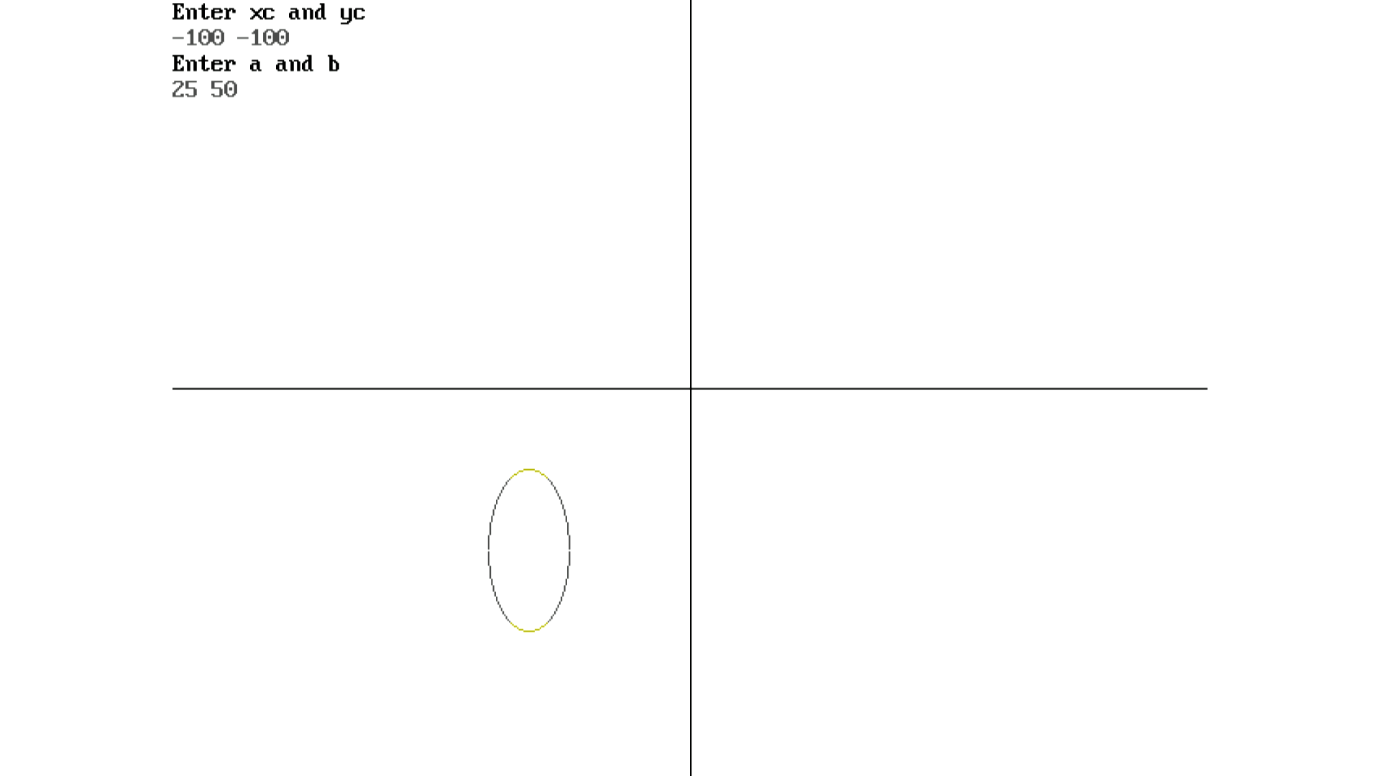 Enter xc and yc
-100 -100
Enter a and b
25 50